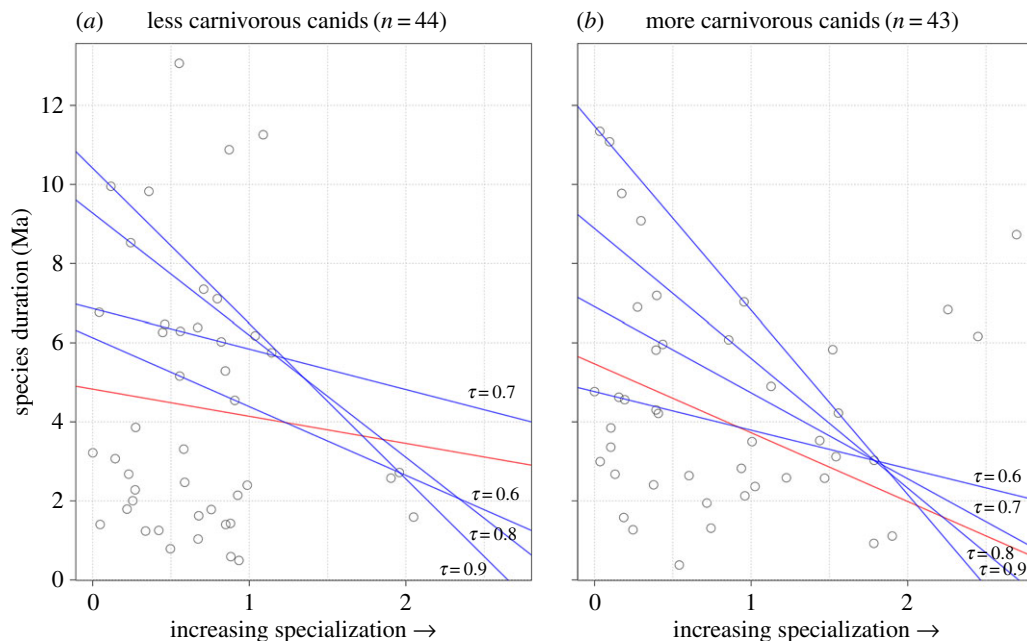 (a) less carnivorous canids (n = 44)
(b) more carnivorous canids (n = 43)
species duration (Ma)
12
10
8
6
4
2
0
τ = 0.7
τ = 0.6
τ = 0.8
τ = 0.9
τ = 0.6
τ = 0.7
τ = 0.8
τ = 0.9
0 1 2
0 1 2
increasing specialization →
increasing specialization →